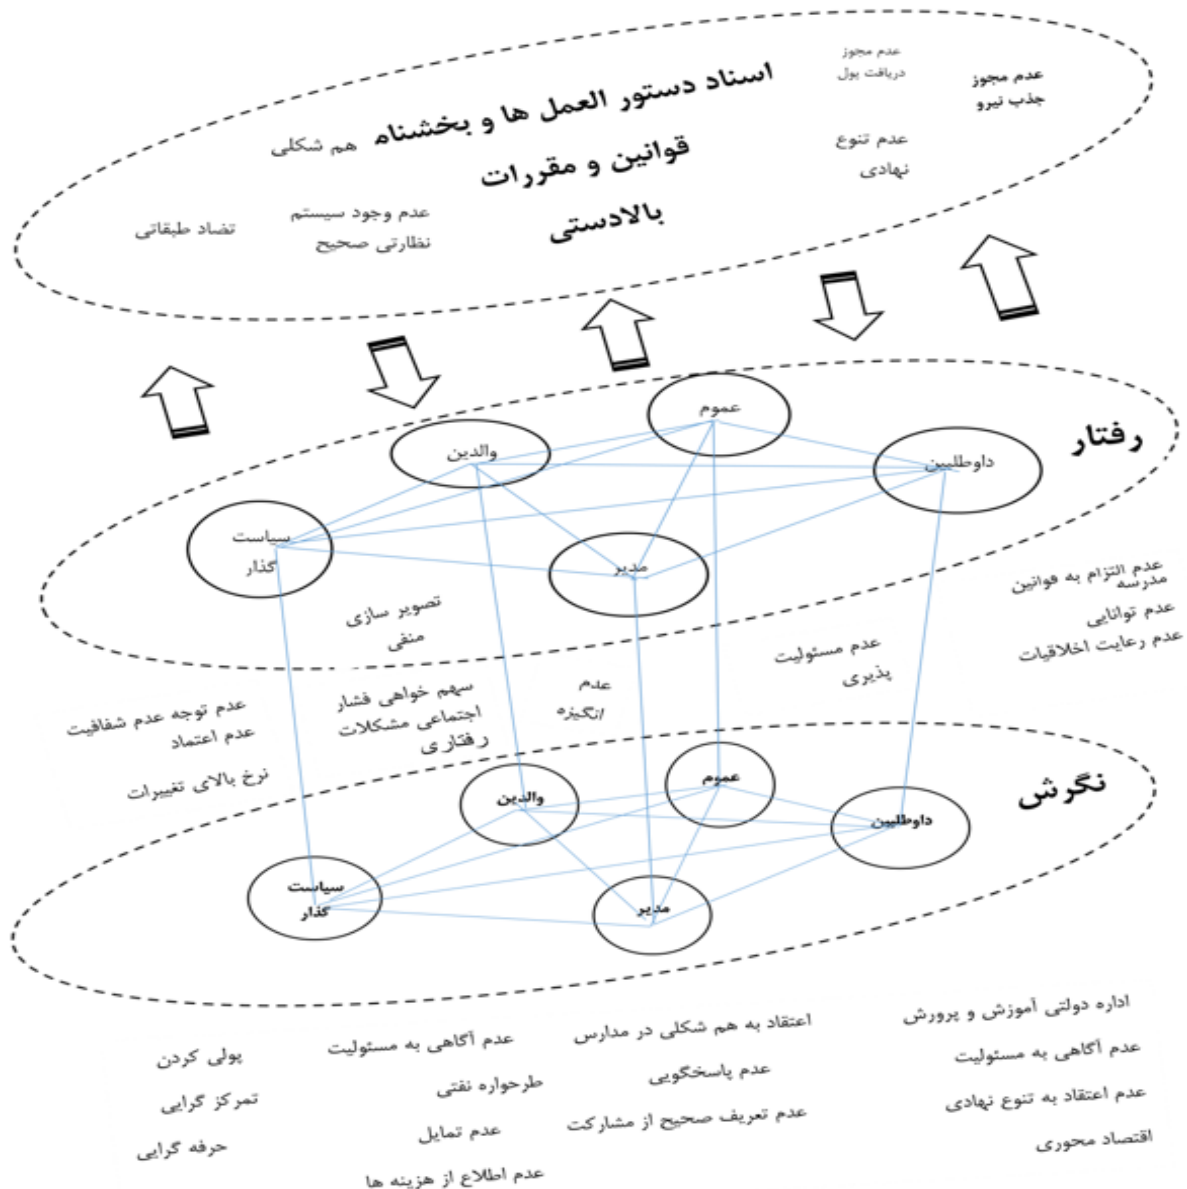 عدم مجوز
دریافت پول
عدم مجوز
جذب نیرو
اسناد دستور العمل ها و بخشنام
هم شکلی
قوانین و مقررات
عدم تنوع
نهادی
بالادستی
عدم وجود سیستم
نظارتی صحیح
تضاد طبقاتی
رفتار
عموم
والدین
داوطلبین
سیاست
گذار
مدیر
تصویر سازی
منفی
عدم التزام به قوانین
مدرسه
عدم توانایی
عدم رعایت اخلاقیات
عدم مسئولیت
پذیری
عدم
انگیزه
سهم خواهی فشار
اجتماعی مشکلات
رفتاری
عدم توجه عدم شفافیت
عدم اعتماد
نرخ بالای تغییرات
نگرش
عموم
والدین
داوطلبین
سیاست
گذار
مدیر
اداره دولتی آموزش و پرورش
عدم آگاهی به مسئولیت
عدم اعتقاد به تنوع نهادی
اقتصاد محوری
اعتقاد به هم شکلی در مدارس
عدم پاسخگویی
عدم تعریف صحیح از مشارکت
عدم آگاهی به مسئولیت
طرحواره نفتی
عدم تمایل
عدم اطلاع از هزینه ها
پولی کردن
تمرکز گرایی
حرفه گرایی